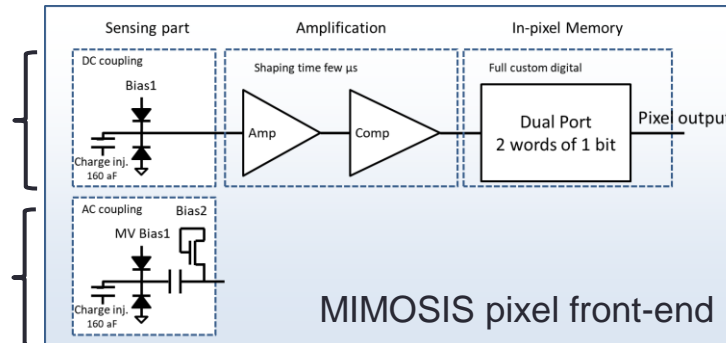 Sensing part
Amplification
In-pixel Memory
DC coupling
Bias1
Charge inj.
160 aF
Shaping time few µs
Amp
Comp
Full custom digital
Dual Port
2 words of 1 bit
Pixel output
AC coupling
Bias2
MV Bias1
Charge inj.
160 aF
MIMOSIS pixel front-end